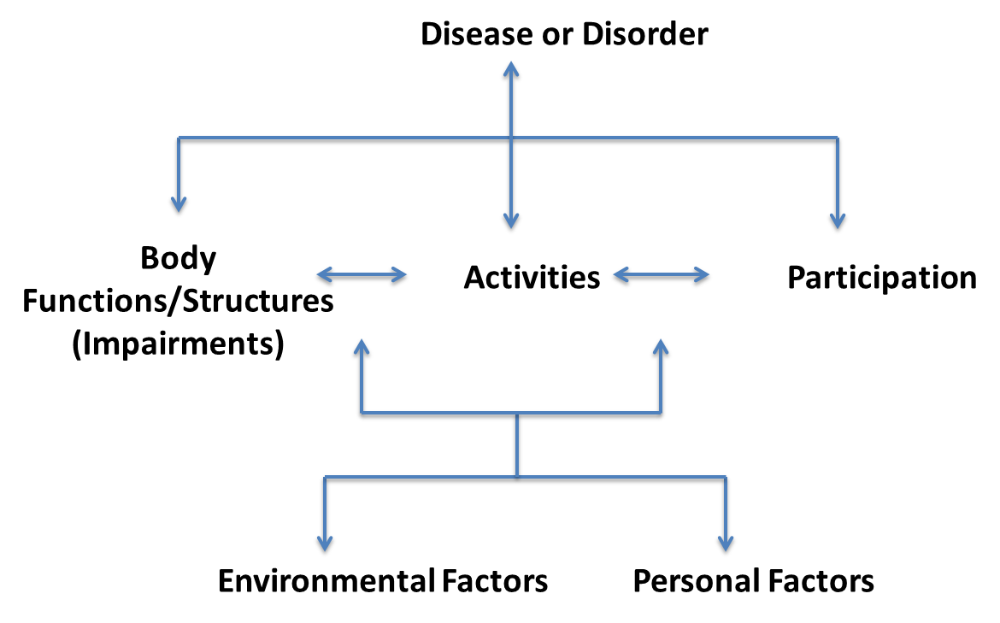 Disease or Disorder
Body
Functions/Structures
(Impairments)
Activities
Participation
Environmental Factors
Personal Factors